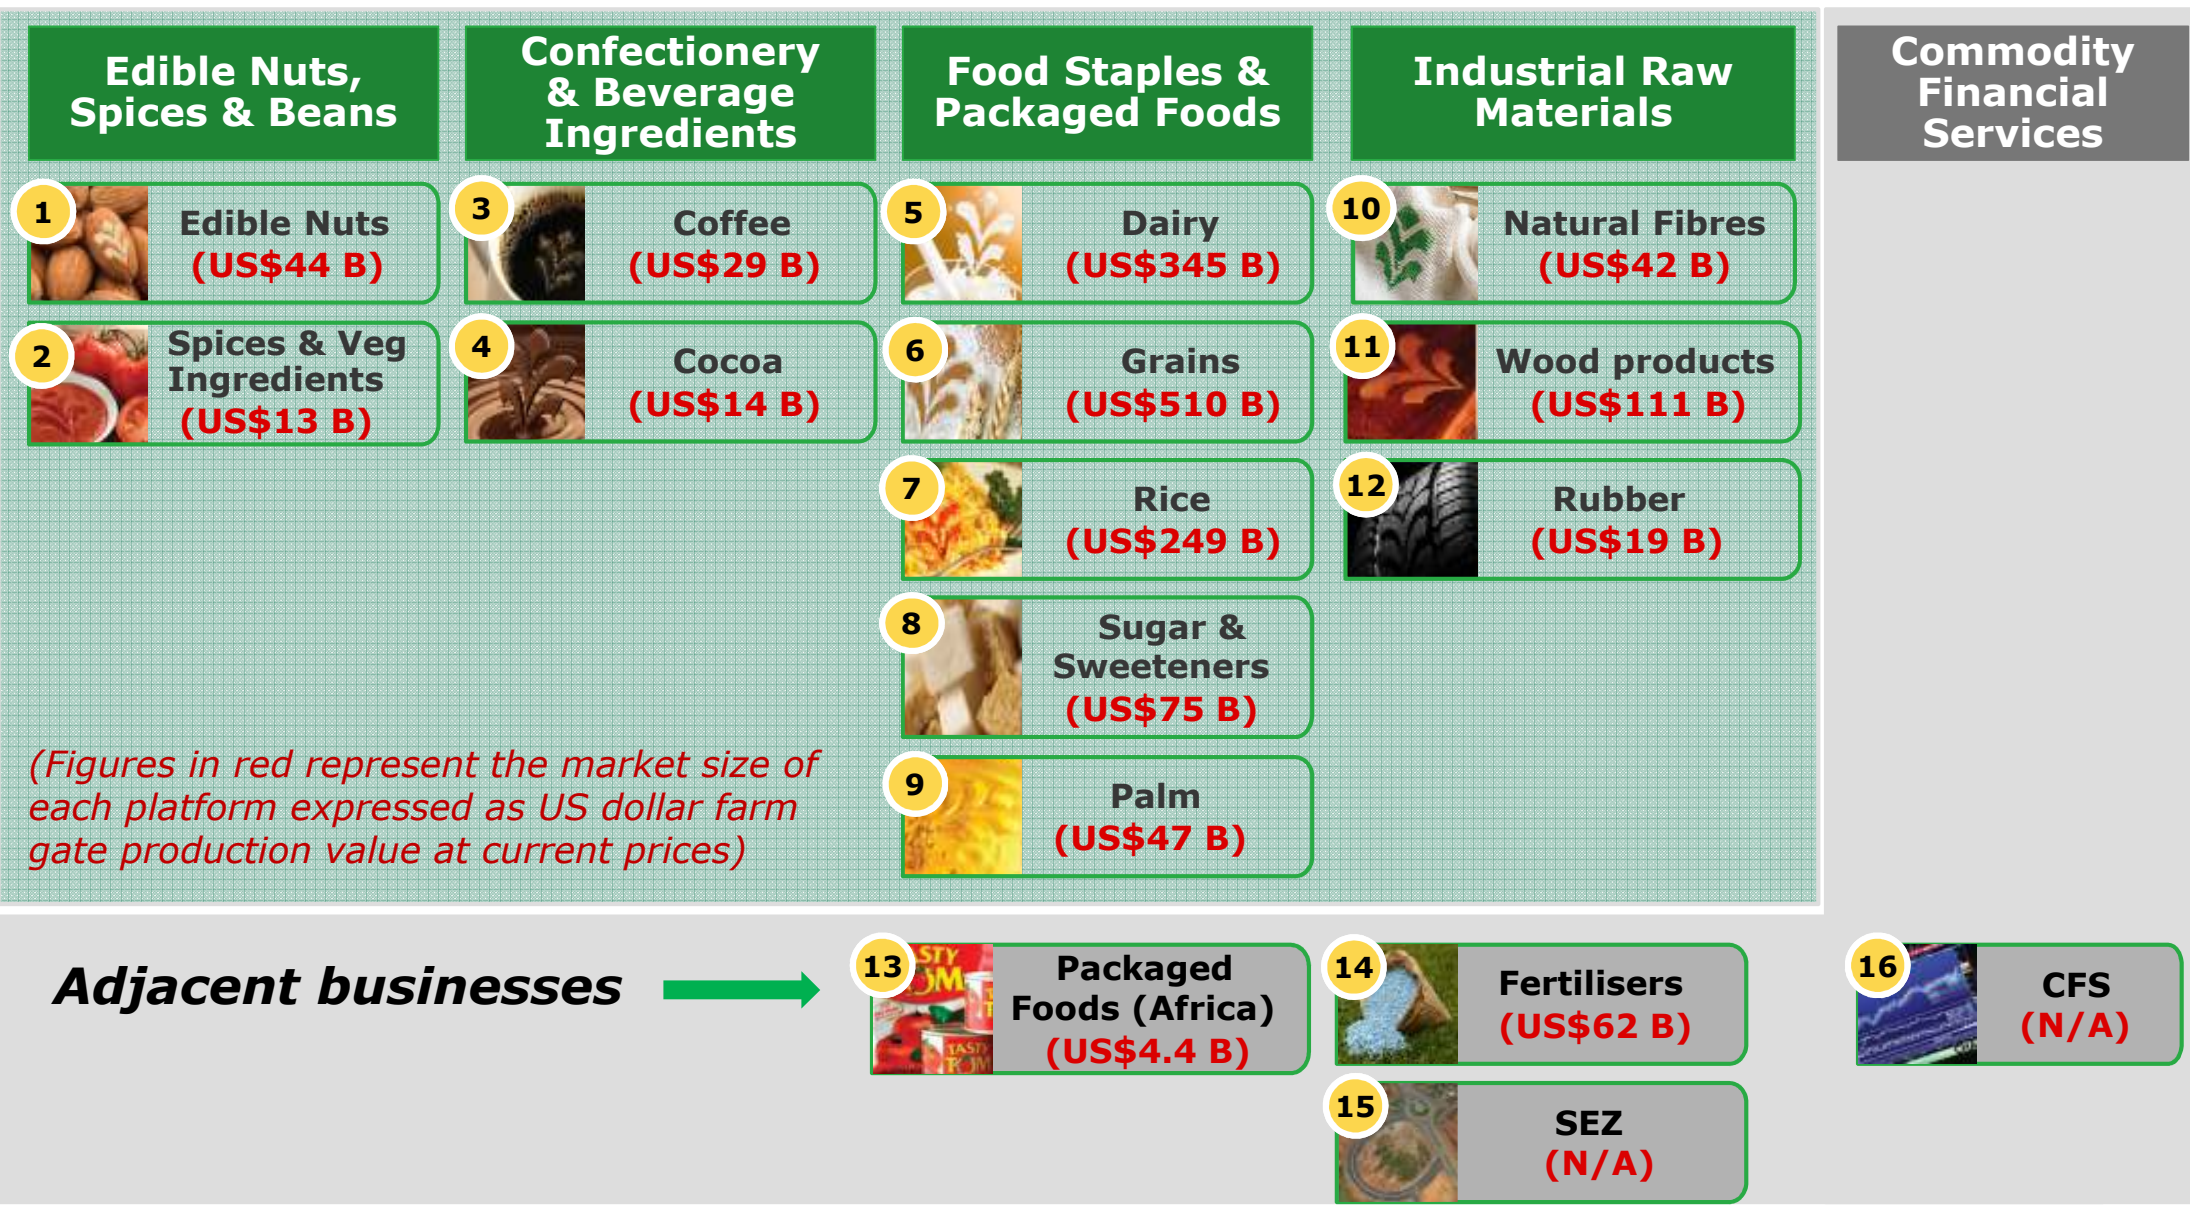 Edible Nuts,
Spices & Beans
Confectionery
& Beverage
Ingredients
Food Staples &
Packaged Foods
Industrial Raw
Materials
Commodity
Financial
Services
1
Edible Nuts
(US$44 B)
2
Spices & Veg
Ingredients
(US$13 B)
3
Coffee
(US$29 B)
4
Cocoa
(US$14 B)
5
Dairy
(US$345 B)
6
Grains
(US$510 B)
7
Rice
(US$249 B)
8
Sugar &
Sweeteners
(US$75 B)
9
Palm
(US$47 B)
10
Natural Fibres
(US$42 B)
11
Wood products
(US$111 B)
12
Rubber
(US$19 B)
(Figures in red represent the market size of
each platform expressed as US dollar farm
gate production value at current prices)
Adjacent businesses
13
STY
OM
TASTY
TOM
Packaged
Foods (Africa)
(US$4.4 B)
14
Fertilisers
(US$62 B)
15
SEZ
(N/A)
16
CFS
(N/A)